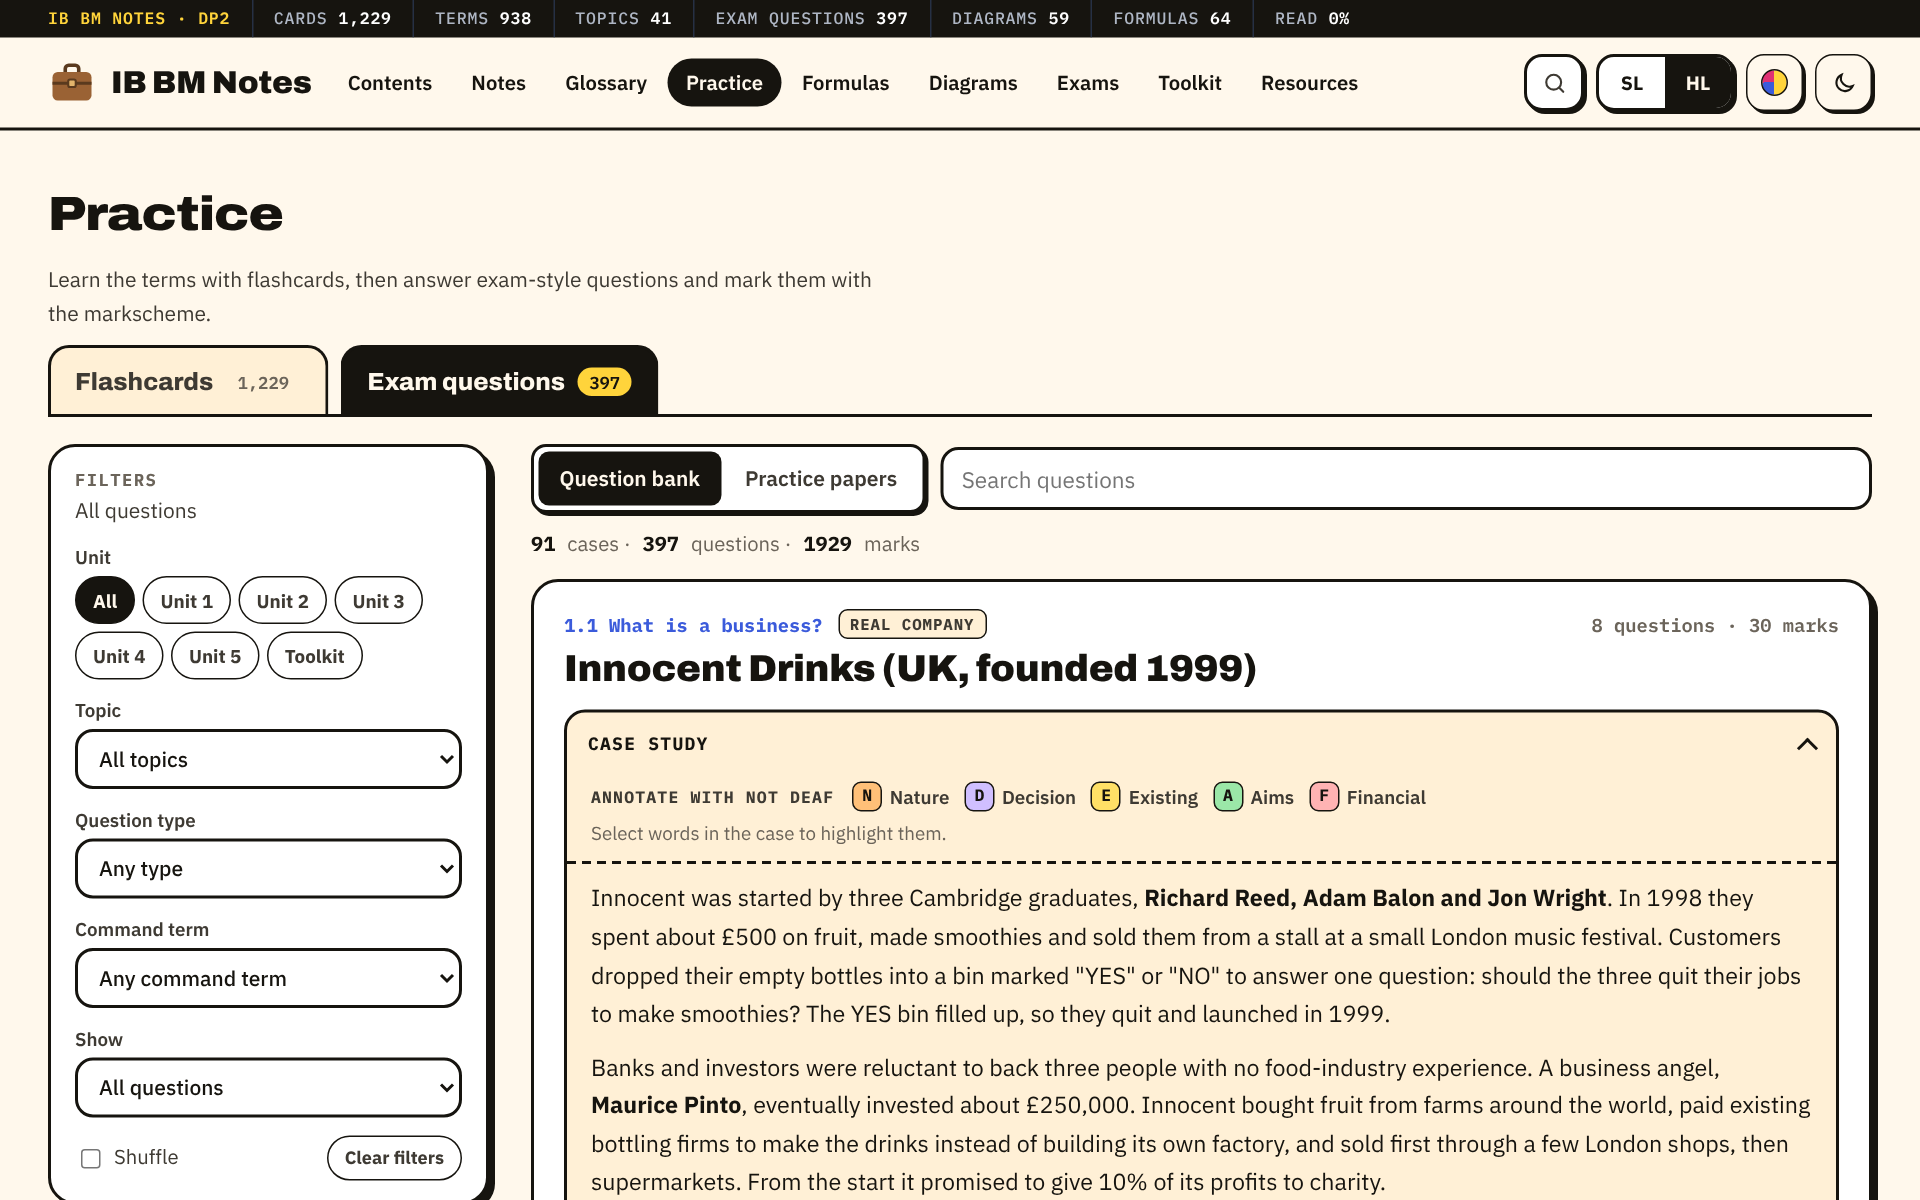 IB BM NOTES · DP2
CARDS 1,229
TERMS 938
TOPICS 41
EXAM QUESTIONS 397
DIAGRAMS 59
FORMULAS 64
READ 0%
IB BM Notes
Contents
Notes
Glossary
Practice
Formulas
Diagrams
Exams
Toolkit
Resources
SL
HL
Practice
Learn the terms with flashcards, then answer exam-style questions and mark them with
the markscheme.
Flashcards 1,229
Exam questions 397
FILTERS
All questions
Unit
All
Unit 1
Unit 2
Unit 3
Unit 4
Unit 5
Toolkit
Topic
All topics
Question type
Any type
Command term
Any command term
Show
All questions
Shuffle
Clear filters
Question bank
Practice papers
Search questions
91 cases · 397 questions · 1929 marks
1.1 What is a business?
REAL COMPANY
8 questions · 30 marks
Innocent Drinks (UK, founded 1999)
CASE STUDY
ANNOTATE WITH NOT DEAF
N Nature
D Decision
E Existing
A Aims
F Financial
Select words in the case to highlight them.
Innocent was started by three Cambridge graduates, Richard Reed, Adam Balon and Jon Wright. In 1998 they
spent about £500 on fruit, made smoothies and sold them from a stall at a small London music festival. Customers
dropped their empty bottles into a bin marked "YES" or "NO" to answer one question: should the three quit their jobs
to make smoothies? The YES bin filled up, so they quit and launched in 1999.
Banks and investors were reluctant to back three people with no food-industry experience. A business angel,
Maurice Pinto, eventually invested about £250,000. Innocent bought fruit from farms around the world, paid existing
bottling firms to make the drinks instead of building its own factory, and sold first through a few London shops, then
supermarkets. From the start it promised to give 10% of its profits to charity.